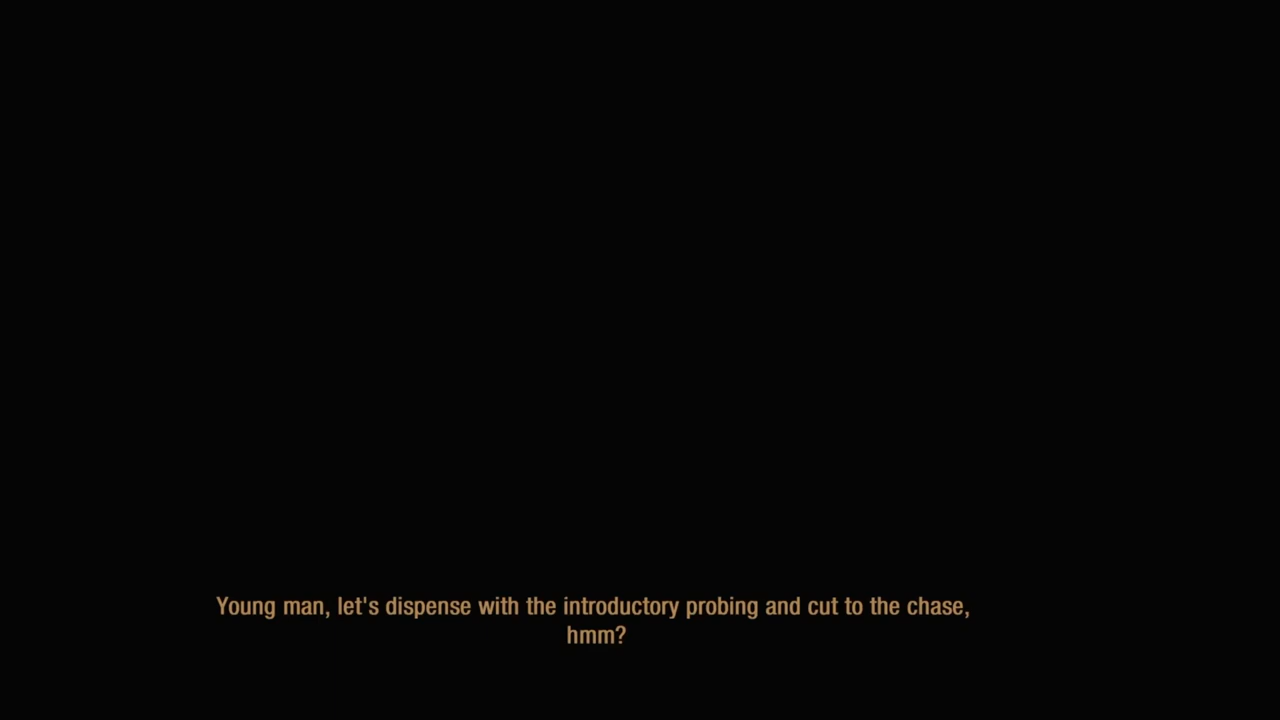 Young man, let's dispense with the introductory probing and cut to the chase,
hmm?